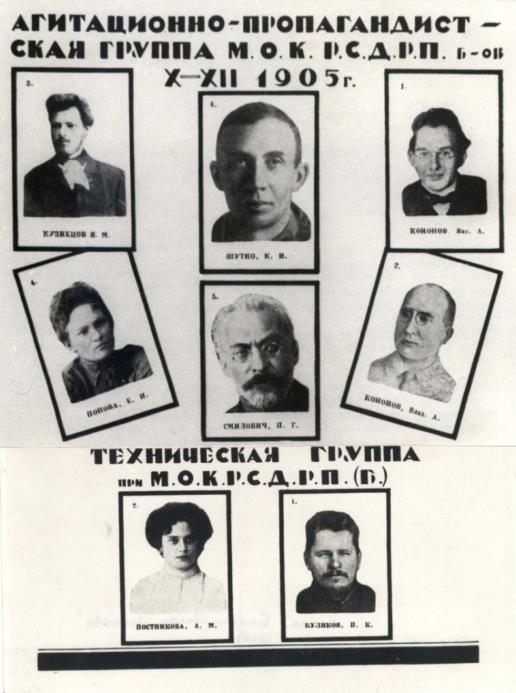 АГИТАЦИОННО-ПРОПАГАНДИСТ-
СКАЯ ГРУППА М.О.К. Р.С.Д.Р.П. Б-ОВ
X–XII 1905 г.
3.
КУЗНЕЦОВ Н. М.
6.
ШУТКО, К. И.
1.
КОНОНОВ Вас. А.
4.
ПОПОВА, Е. И.
5.
СМИДОВИЧ, П. Г.
2.
КОНОНОВ, Влад. А.
ТЕХНИЧЕСКАЯ ГРУППА
ПРИ М.О.К.Р.С.Д.Р.П. (Б.)
2.
ПОСТНИКОВА, А. М.
1.
КУЛИКОВ, П. К.